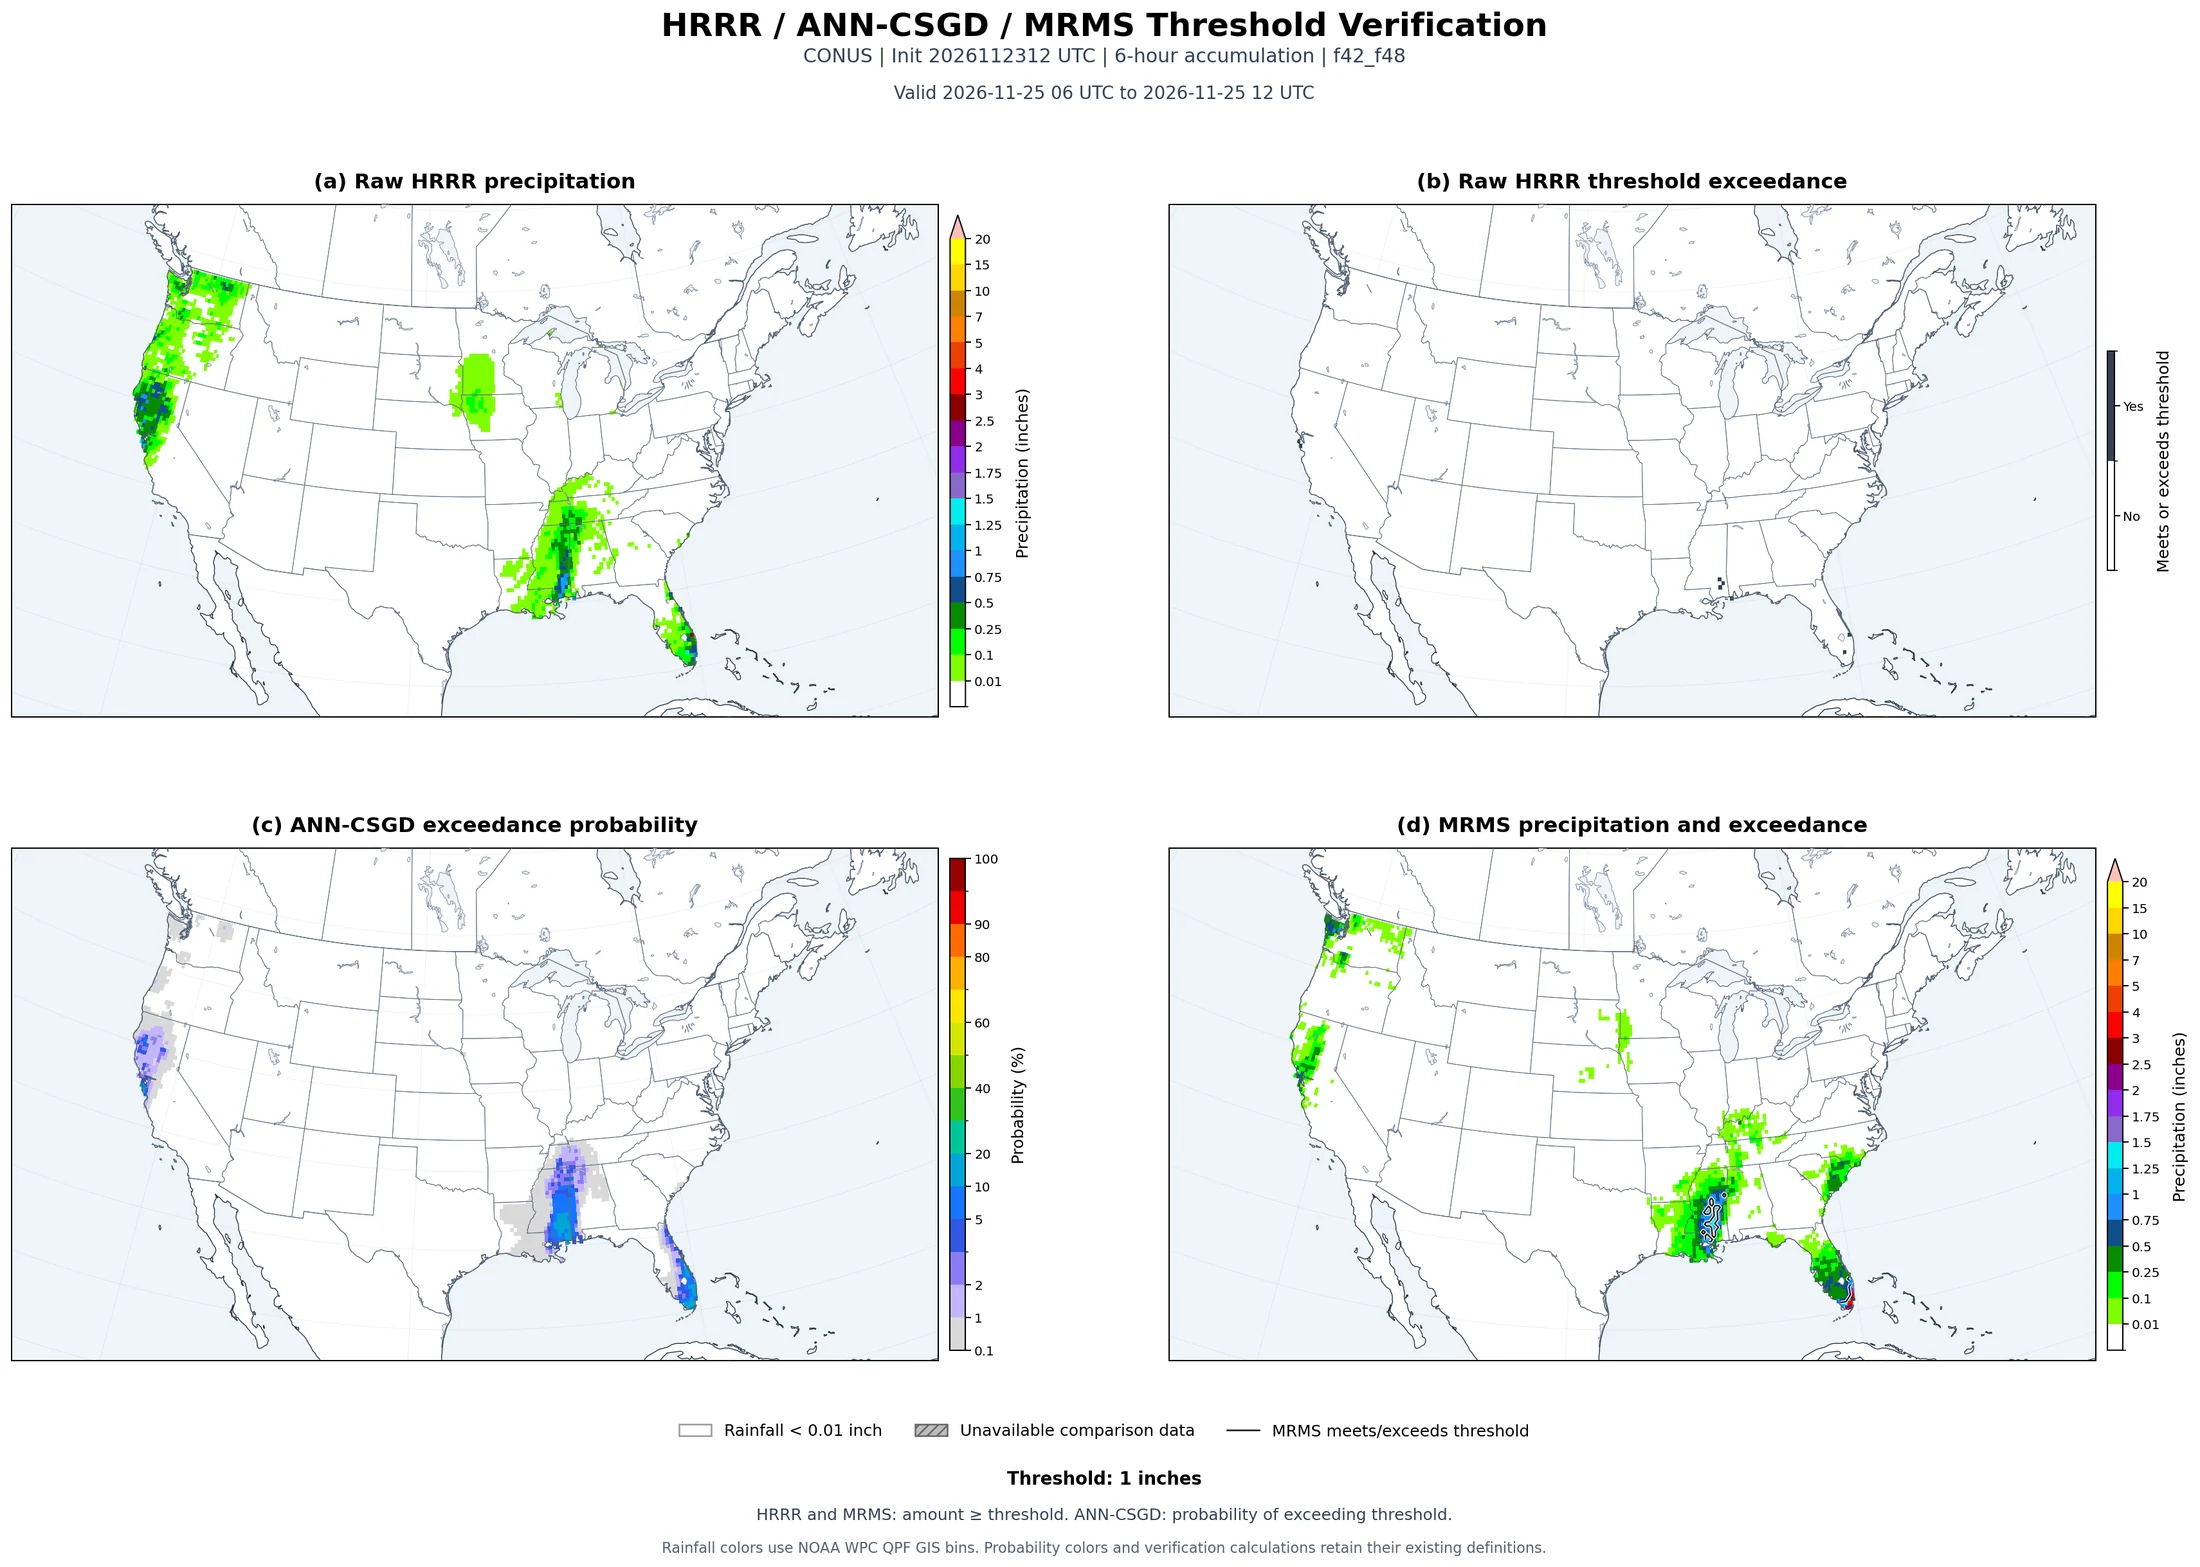 HRRR / ANN-CSGD / MRMS Threshold Verification
CONUS | Init 2026112312 UTC | 6-hour accumulation | f42_f48
Valid 2026-11-25 06 UTC to 2026-11-25 12 UTC
(a) Raw HRRR precipitation
20
15
10
7
5
4
3
2.5
2
1.75
1.5
1.25
1
0.75
0.5
0.25
0.1
0.01
Precipitation (inches)
(b) Raw HRRR threshold exceedance
Yes
No
Meets or exceeds threshold
(c) ANN-CSGD exceedance probability
100
90
80
60
40
20
10
5
2
1
0.1
Probability (%)
(d) MRMS precipitation and exceedance
20
15
10
7
5
4
3
2.5
2
1.75
1.5
1.25
1
0.75
0.5
0.25
0.1
0.01
Precipitation (inches)
Rainfall < 0.01 inch
Unavailable comparison data
MRMS meets/exceeds threshold
Threshold: 1 inches
HRRR and MRMS: amount ≥ threshold. ANN-CSGD: probability of exceeding threshold.
Rainfall colors use NOAA WPC QPF GIS bins. Probability colors and verification calculations retain their existing definitions.